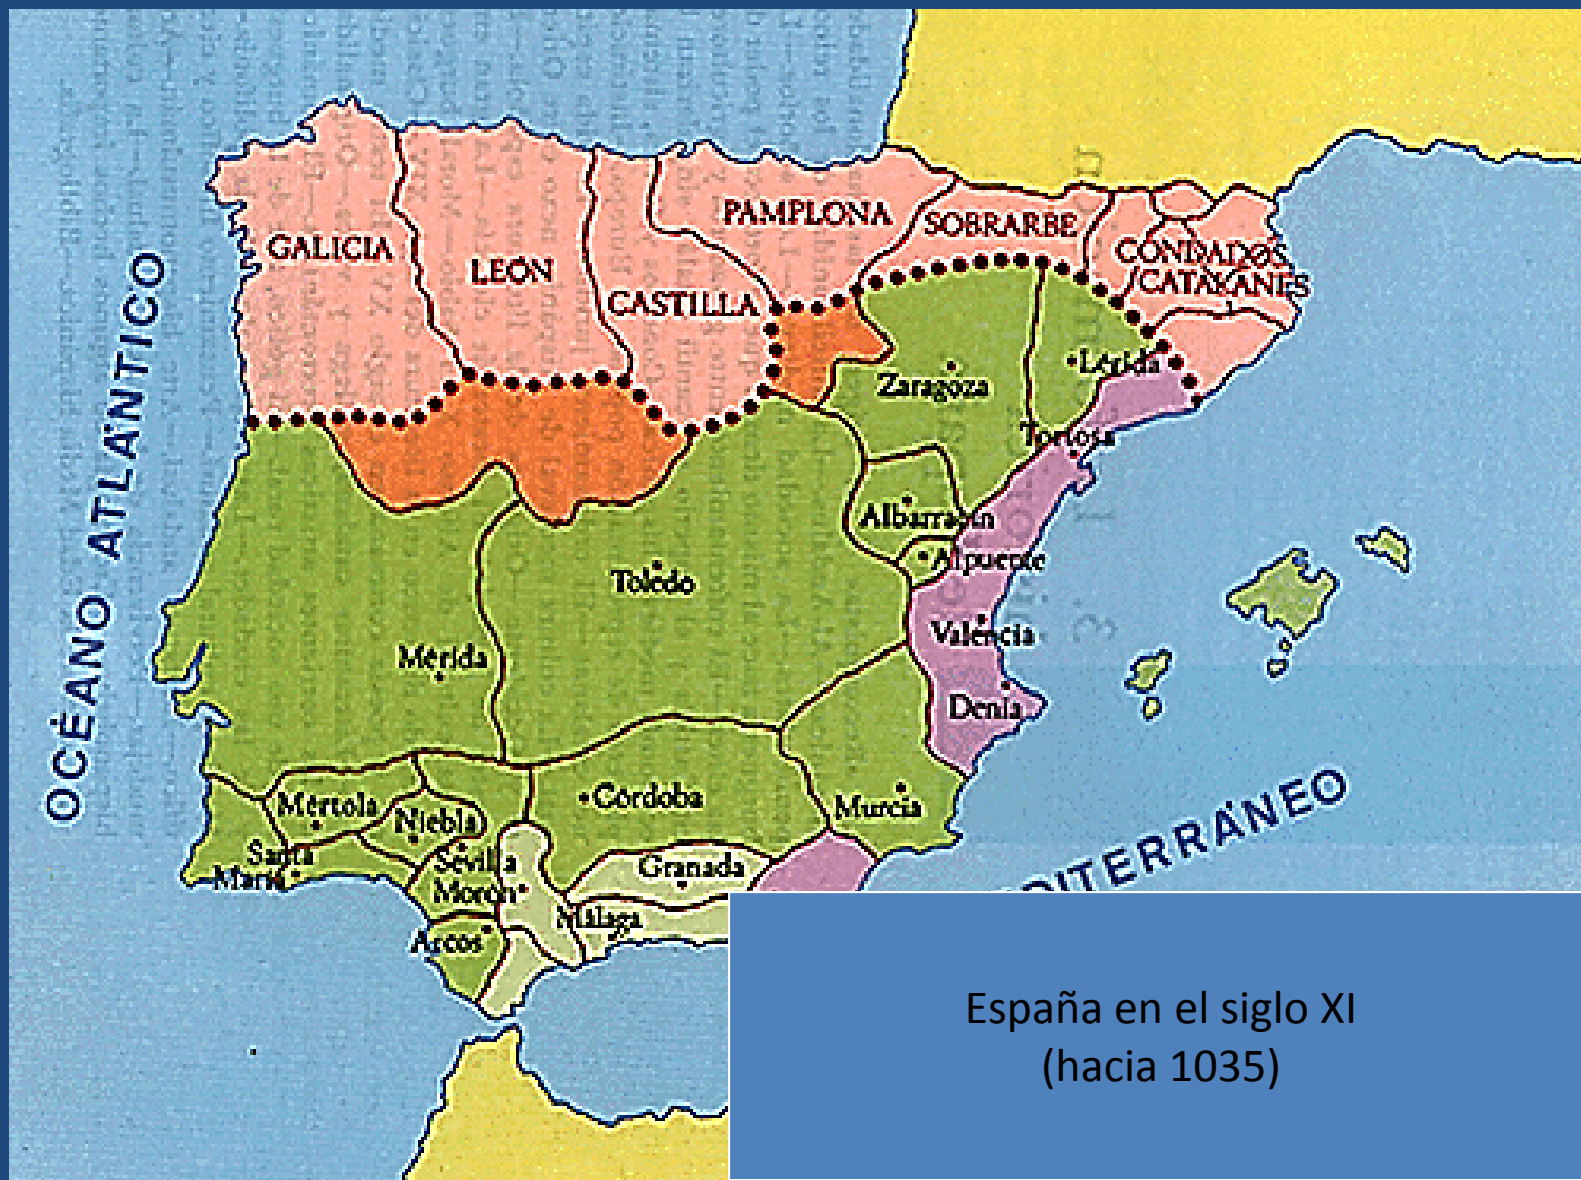 GALICIA
LEÓN
CASTILLA
PAMPLONA
SOBRARBE
CONDADOS
CATALANES
Zaragoza
Lérida
Tortosa
Albarracín
Alpuente
Toledo
Valencia
Mérida
Denia
Mértola
Niebla
Córdoba
Murcia
Santa
María
Sevilla
Morón
Granada
Málaga
Arcos
OCÉANO ATLÁNTICO
DITERRÁNEO
España en el siglo XI
(hacia 1035)